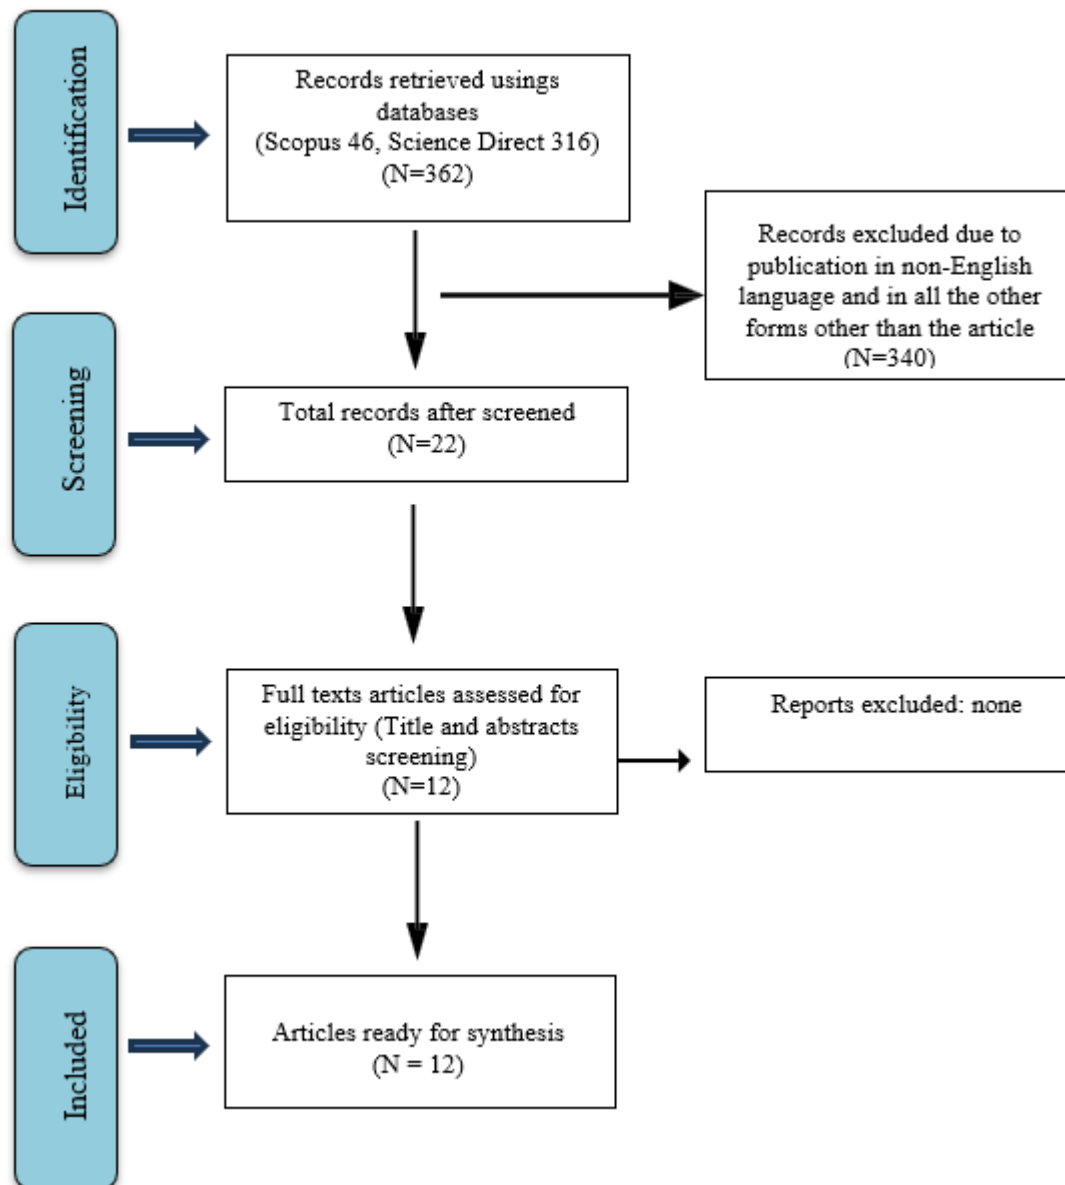 Identification
Records retrieved usings
databases
(Scopus 46, Science Direct 316)
(N=362)
Records excluded due to
publication in non-English
language and in all the other
forms other than the article
(N=340)
Screening
Total records after screened
(N=22)
Eligibility
Full texts articles assessed for
eligibility (Title and abstracts
screening)
(N=12)
Reports excluded: none
Included
Articles ready for synthesis
(N = 12)